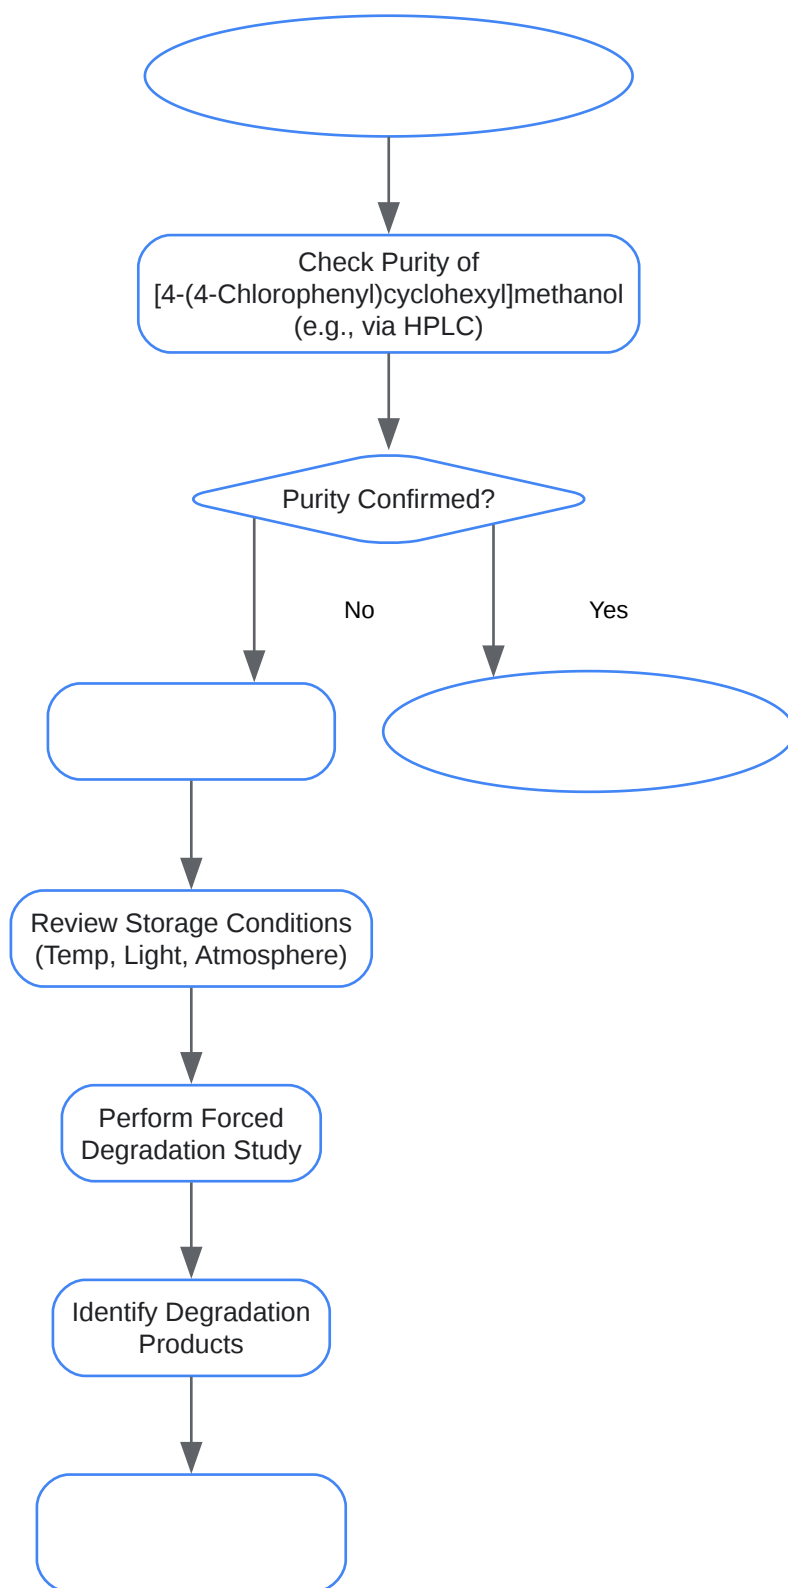 Check Purity of
[4-(4-Chlorophenyl)cyclohexyl]methanol
(e.g., via HPLC)
Purity Confirmed?
No
Yes
Review Storage Conditions
(Temp, Light, Atmosphere)
Perform Forced
Degradation Study
Identify Degradation
Products